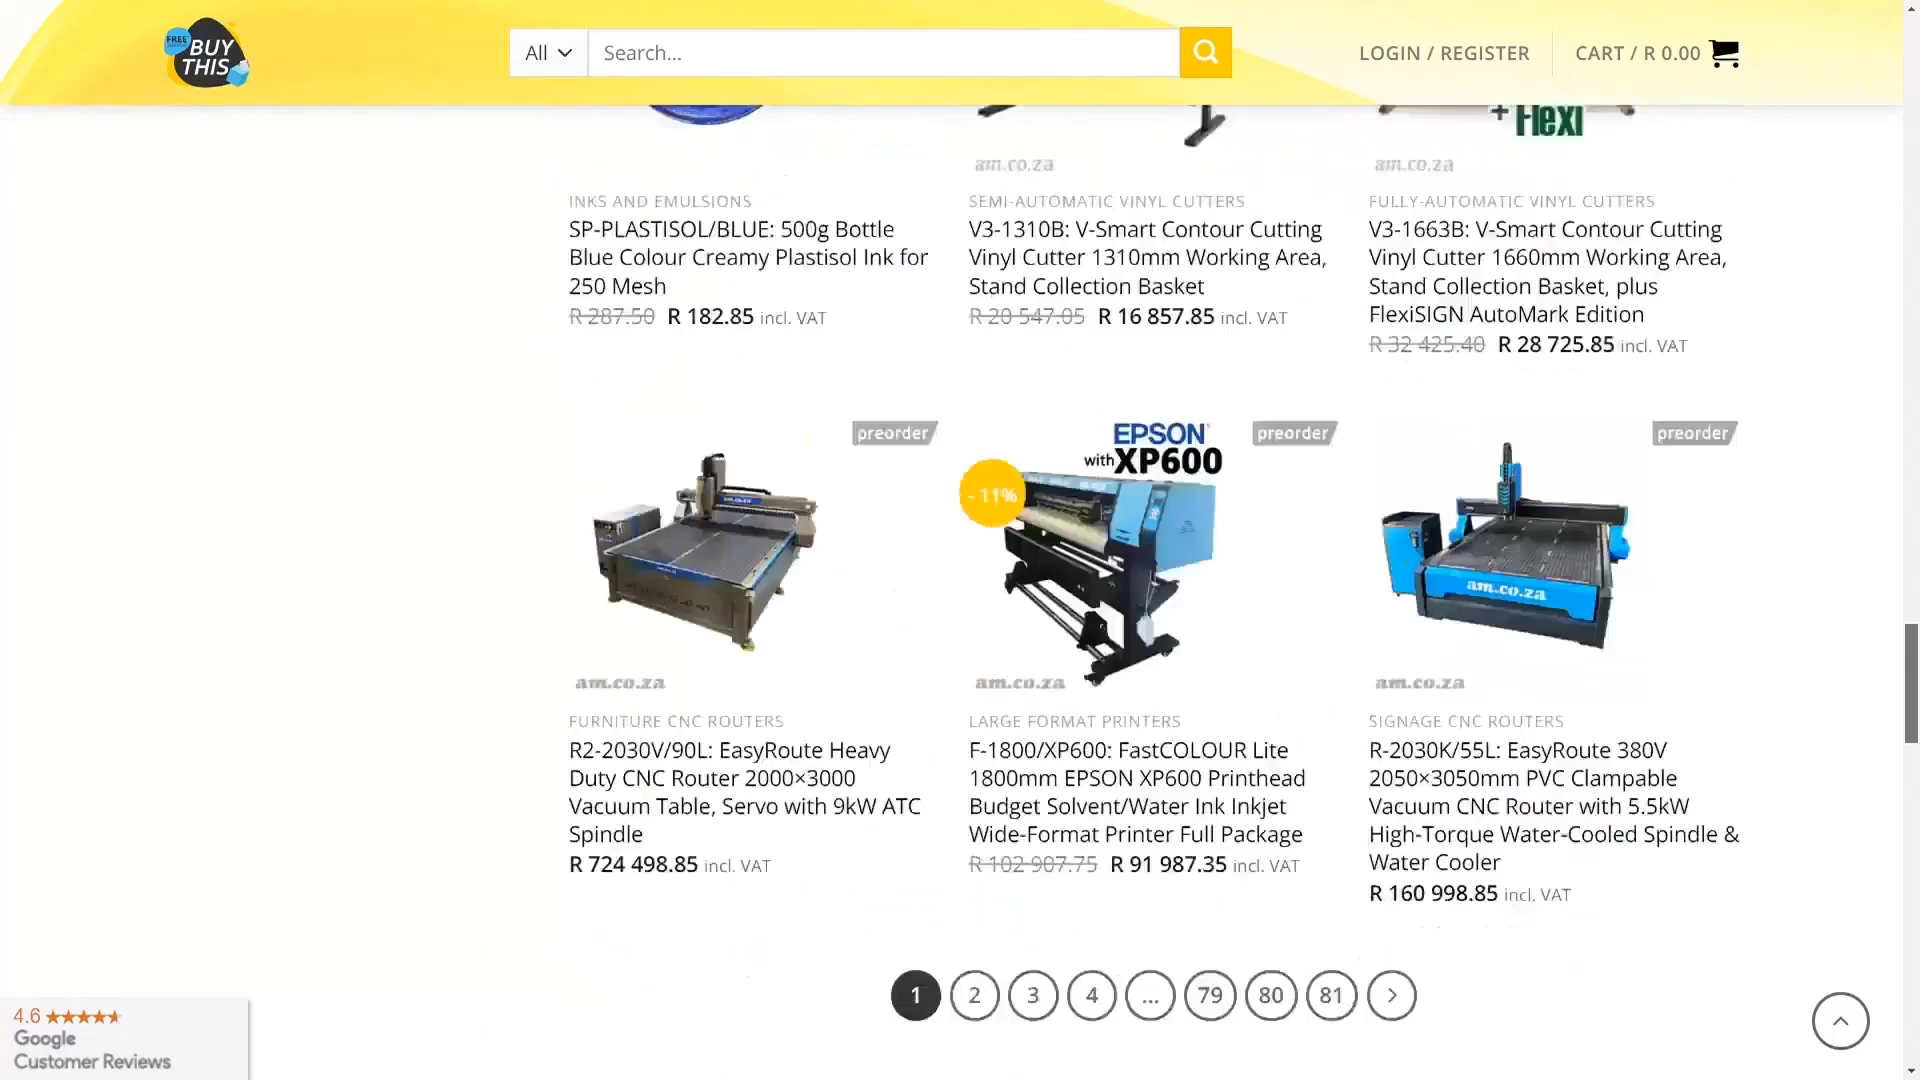 FREE
BUY
THIS
All
Search...
LOGIN / REGISTER
CART / R 0.00
+ Flexi
am.co.za
am.co.za
INKS AND EMULSIONS
SP-PLASTISOL/BLUE: 500g Bottle
Blue Colour Creamy Plastisol Ink for
250 Mesh
R 287.50 R 182.85 incl. VAT
SEMI-AUTOMATIC VINYL CUTTERS
V3-1310B: V-Smart Contour Cutting
Vinyl Cutter 1310mm Working Area,
Stand Collection Basket
R 20 547.05 R 16 857.85 incl. VAT
FULLY-AUTOMATIC VINYL CUTTERS
V3-1663B: V-Smart Contour Cutting
Vinyl Cutter 1660mm Working Area,
Stand Collection Basket, plus
FlexiSIGN AutoMark Edition
R 32 425.40 R 28 725.85 incl. VAT
preorder
am.co.za
FURNITURE CNC ROUTERS
R2-2030V/90L: EasyRoute Heavy
Duty CNC Router 2000×3000
Vacuum Table, Servo with 9kW ATC
Spindle
R 724 498.85 incl. VAT
EPSON
with XP600
preorder
- 11%
am.co.za
LARGE FORMAT PRINTERS
F-1800/XP600: FastCOLOUR Lite
1800mm EPSON XP600 Printhead
Budget Solvent/Water Ink Inkjet
Wide-Format Printer Full Package
R 102 907.75 R 91 987.35 incl. VAT
preorder
am.co.za
am.co.za
SIGNAGE CNC ROUTERS
R-2030K/55L: EasyRoute 380V
2050×3050mm PVC Clampable
Vacuum CNC Router with 5.5kW
High-Torque Water-Cooled Spindle &
Water Cooler
R 160 998.85 incl. VAT
1 2 3 4 ... 79 80 81
4.6
Google
Customer Reviews